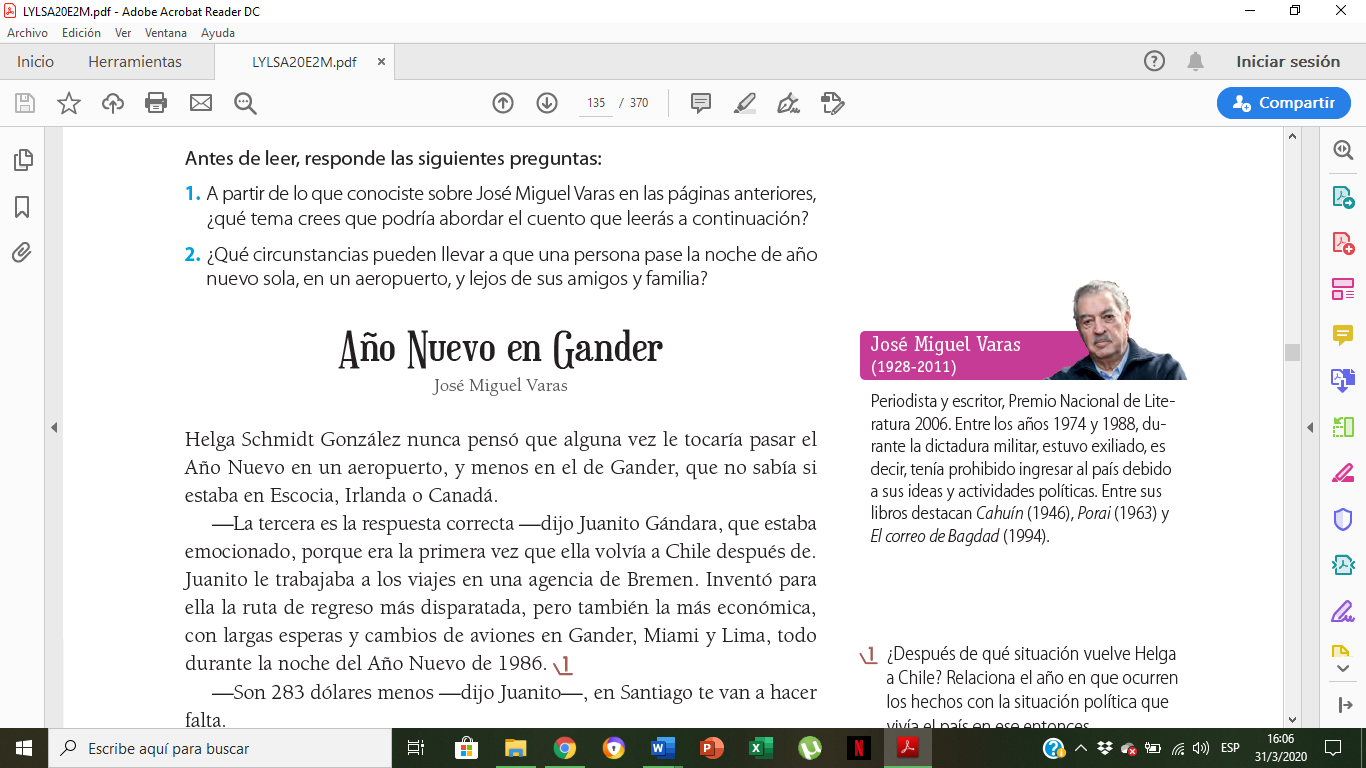 LYLSA20E2M.pdf - Adobe Acrobat Reader DC
Archivo Edición Ver Ventana Ayuda
Inicio Herramientas LYLSA20E2M.pdf × Iniciar sesión
135 / 370 Compartir
Antes de leer, responde las siguientes preguntas:
1. A partir de lo que conociste sobre José Miguel Varas en las páginas anteriores,
¿qué tema crees que podría abordar el cuento que leerás a continuación?
2. ¿Qué circunstancias pueden llevar a que una persona pase la noche de año
nuevo sola, en un aeropuerto, y lejos de sus amigos y familia?
Año Nuevo en Gander
José Miguel Varas
Helga Schmidt González nunca pensó que alguna vez le tocaría pasar el
Año Nuevo en un aeropuerto, y menos en el de Gander, que no sabía si
estaba en Escocia, Irlanda o Canadá.
—La tercera es la respuesta correcta —dijo Juanito Gándara, que estaba
emocionado, porque era la primera vez que ella volvía a Chile después de.
Juanito le trabajaba a los viajes en una agencia de Bremen. Inventó para
ella la ruta de regreso más disparatada, pero también la más económica,
con largas esperas y cambios de aviones en Gander, Miami y Lima, todo
durante la noche del Año Nuevo de 1986. 1
—Son 283 dólares menos —dijo Juanito—, en Santiago te van a hacer
falta.
José Miguel Varas
(1928-2011)
Periodista y escritor, Premio Nacional de Lite-
ratura 2006. Entre los años 1974 y 1988, du-
rante la dictadura militar, estuvo exiliado, es
decir, tenía prohibido ingresar al país debido
a sus ideas y actividades políticas. Entre sus
libros destacan Cahuín (1946), Porai (1963) y
El correo de Bagdad (1994).
1 ¿Después de qué situación vuelve Helga
a Chile? Relaciona el año en que ocurren
los hechos con la situación política que
vivía el país en ese entonces.
Escribe aquí para buscar
ESP
16:06
31/3/2020